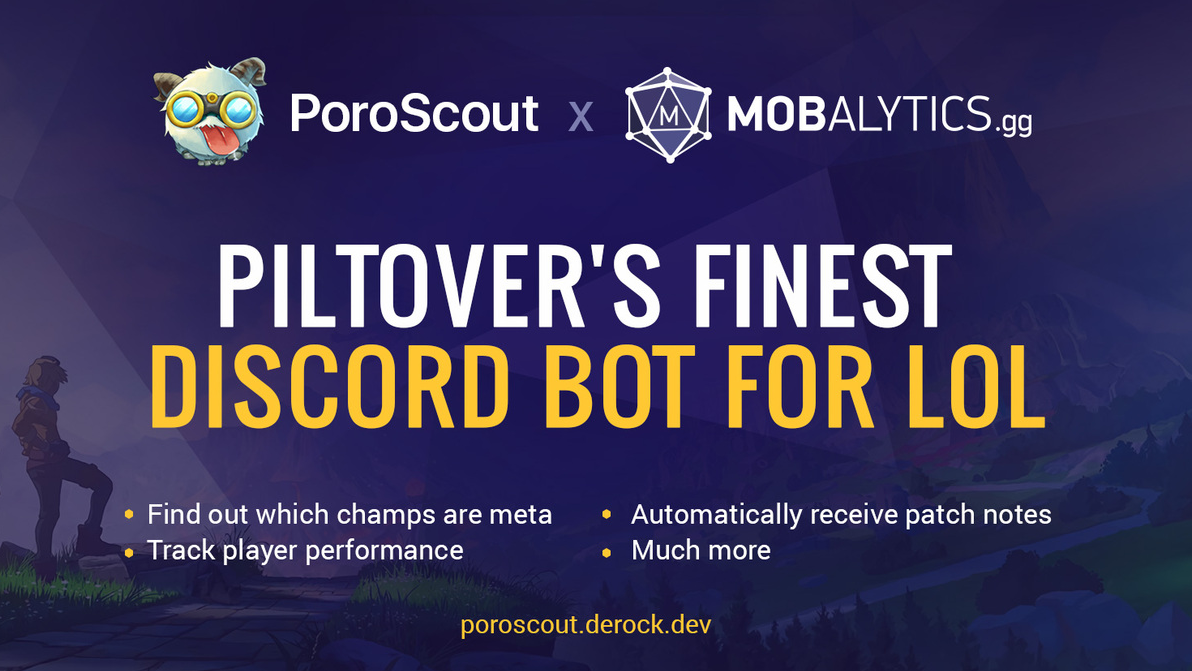 PoroScout x M MOBALYTICS.gg
PILTOVER'S FINEST
DISCORD BOT FOR LOL
Find out which champs are meta
Track player performance
Automatically receive patch notes
Much more
poroscout.derock.dev